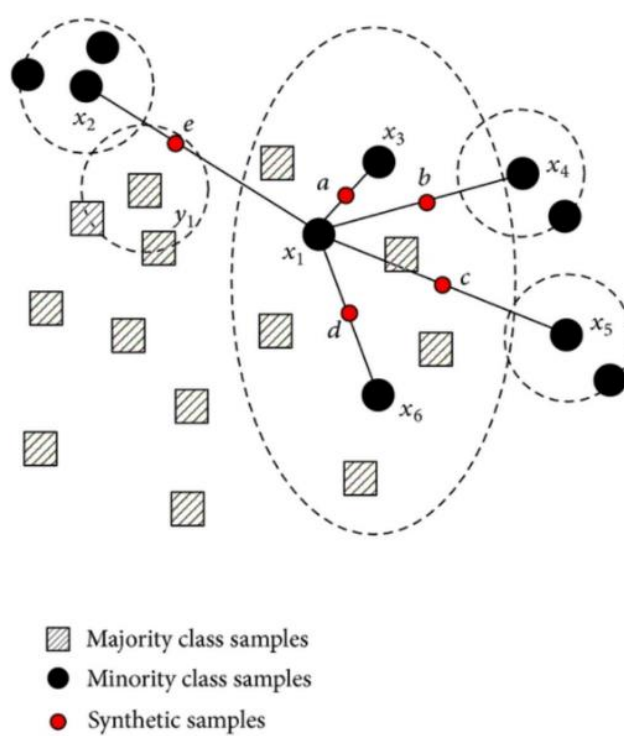 x2
e
x3
a
b
x4
y1
x1
c
d
x5
x6
Majority class samples
Minority class samples
Synthetic samples